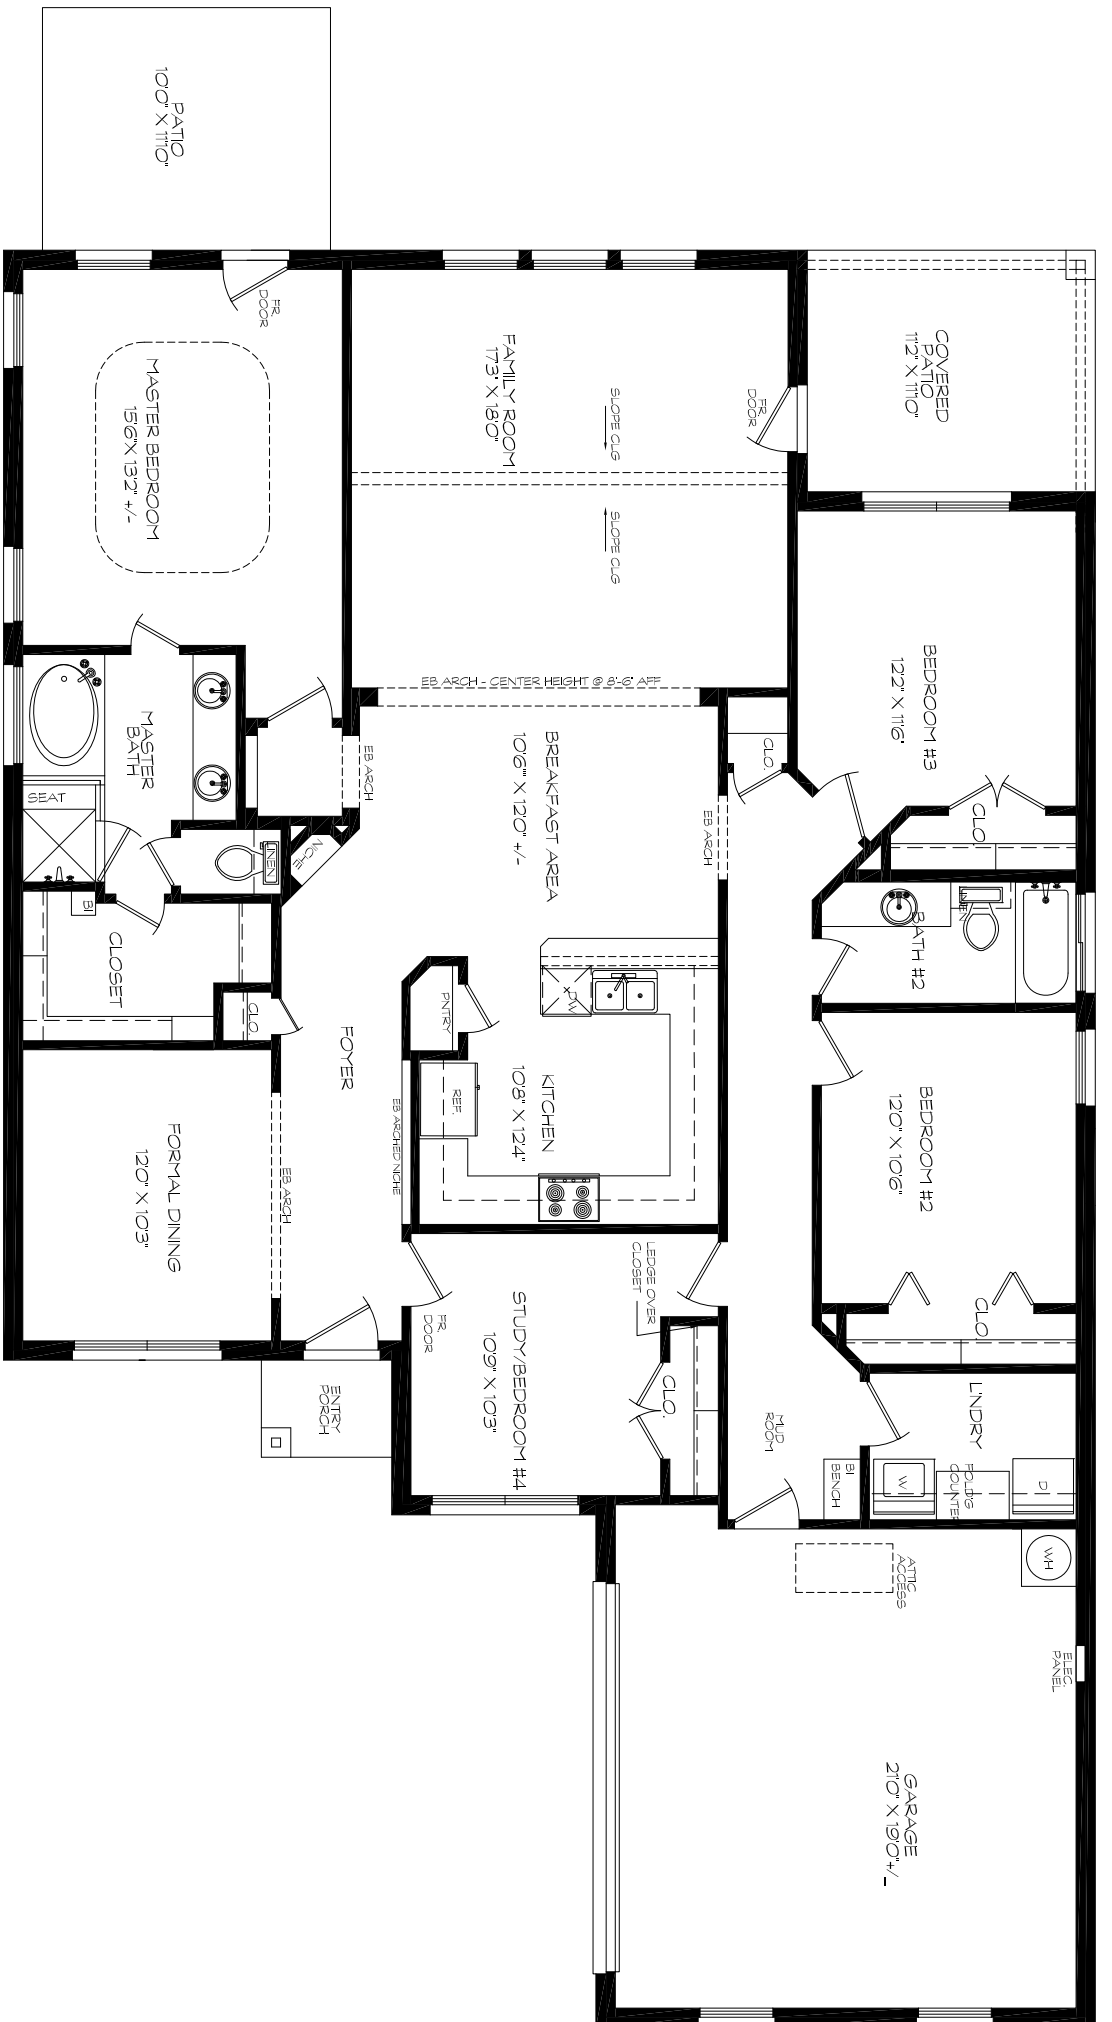 PATIO
10'0" X 11'10"
FR
DOOR
MASTER BEDROOM
15'6" X 13'2" +/-
FAMILY ROOM
17'3" X 18'0"
SLOPE CLG
SLOPE CLG
FR
DOOR
COVERED
PATIO
11'2" X 11'10"
EB ARCH - CENTER HEIGHT @ 8'-6" AFF
BEDROOM #3
12'2" X 11'6"
CLO.
CLO.
MASTER
BATH
SEAT
EB ARCH
BREAKFAST AREA
10'6" X 12'0" +/-
EB ARCH
LINEN
NICHE
BI
CLOSET
CLO.
FOYER
PNTRY
DW
REF.
KITCHEN
10'8" X 12'4"
BATH #2
BEDROOM #2
12'0" X 10'6"
CLO.
FORMAL DINING
12'0" X 10'3"
EB ARCH
EB ARCHED NICHE
FR
DOOR
LEDGE OVER
CLOSET
STUDY/BEDROOM #4
10'9" X 10'3"
CLO.
ENTRY
PORCH
MUD
ROOM
BI
BENCH
L'NDRY
W
FOLD'G
COUNTER
D
WH
ATTIC
ACCESS
ELEC.
PANEL
GARAGE
21'0" X 19'0"+/-